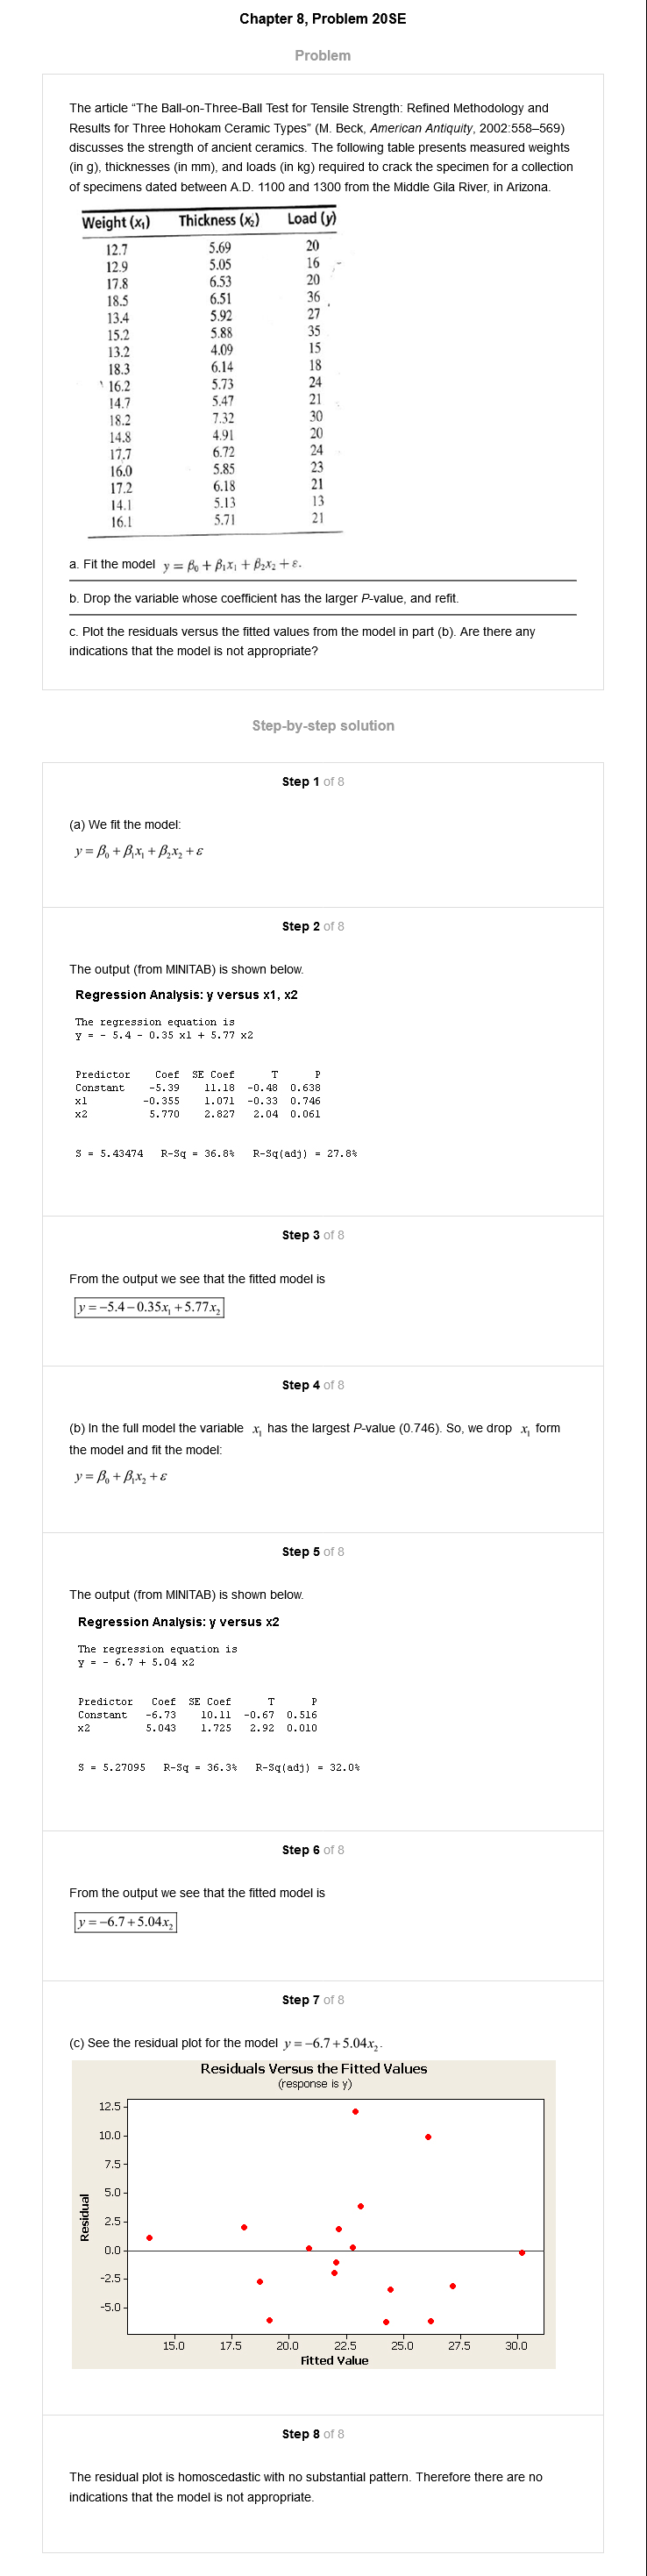 Chapter 8, Problem 20SE
Problem
The article “The Ball-on-Three-Ball Test for Tensile Strength: Refined Methodology and
Results for Three Hohokam Ceramic Types” (M. Beck, American Antiquity, 2002:558–569)
discusses the strength of ancient ceramics. The following table presents measured weights
(in g), thicknesses (in mm), and loads (in kg) required to crack the specimen for a collection
of specimens dated between A.D. 1100 and 1300 from the Middle Gila River, in Arizona.
Weight (x₁) Thickness (x₂) Load (y)
12.7 5.69 20
12.9 5.05 16
17.8 6.53 20
18.5 6.51 36
13.4 5.92 27
15.2 5.88 35
13.2 4.09 15
18.3 6.14 18
16.2 5.73 24
14.7 5.47 21
18.2 7.32 30
14.8 4.91 20
17.7 6.72 24
16.0 5.85 23
17.2 6.18 21
14.1 5.13 13
16.1 5.71 21
a. Fit the model y = β₀ + β₁x₁ + β₂x₂ + ε.
b. Drop the variable whose coefficient has the larger P-value, and refit.
c. Plot the residuals versus the fitted values from the model in part (b). Are there any
indications that the model is not appropriate?
Step-by-step solution
Step 1 of 8
(a) We fit the model:
y = β₀ + β₁x₁ + β₂x₂ + ε
Step 2 of 8
The output (from MINITAB) is shown below.
Regression Analysis: y versus x1, x2
The regression equation is
y = - 5.4 - 0.35 x1 + 5.77 x2
Predictor Coef SE Coef T P
Constant -5.39 11.18 -0.48 0.638
x1 -0.355 1.071 -0.33 0.746
x2 5.770 2.827 2.04 0.061
S = 5.43474 R-Sq = 36.8% R-Sq(adj) = 27.8%
Step 3 of 8
From the output we see that the fitted model is
y = −5.4 − 0.35x₁ + 5.77x₂
Step 4 of 8
(b) In the full model the variable x₁ has the largest P-value (0.746). So, we drop x₁ form
the model and fit the model:
y = β₀ + β₁x₂ + ε
Step 5 of 8
The output (from MINITAB) is shown below.
Regression Analysis: y versus x2
The regression equation is
y = - 6.7 + 5.04 x2
Predictor Coef SE Coef T P
Constant -6.73 10.11 -0.67 0.516
x2 5.043 1.725 2.92 0.010
S = 5.27095 R-Sq = 36.3% R-Sq(adj) = 32.0%
Step 6 of 8
From the output we see that the fitted model is
y = −6.7 + 5.04x₂
Step 7 of 8
(c) See the residual plot for the model y = −6.7 + 5.04x₂.
Residuals Versus the Fitted Values
(response is y)
12.5
10.0
7.5
5.0
2.5
0.0
-2.5
-5.0
Residual
15.0 17.5 20.0 22.5 25.0 27.5 30.0
Fitted Value
Step 8 of 8
The residual plot is homoscedastic with no substantial pattern. Therefore there are no
indications that the model is not appropriate.